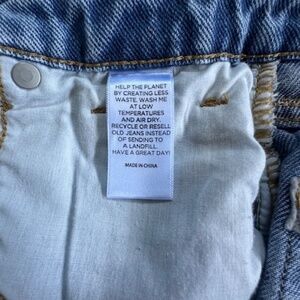 HELP THE PLANET
BY CREATING LESS
WASTE. WASH ME
AT LOW
TEMPERATURES
AND AIR DRY.
RECYCLE OR RESELL
OLD JEANS INSTEAD
OF SENDING TO
A LANDFILL.
HAVE A GREAT DAY!
MADE IN CHINA